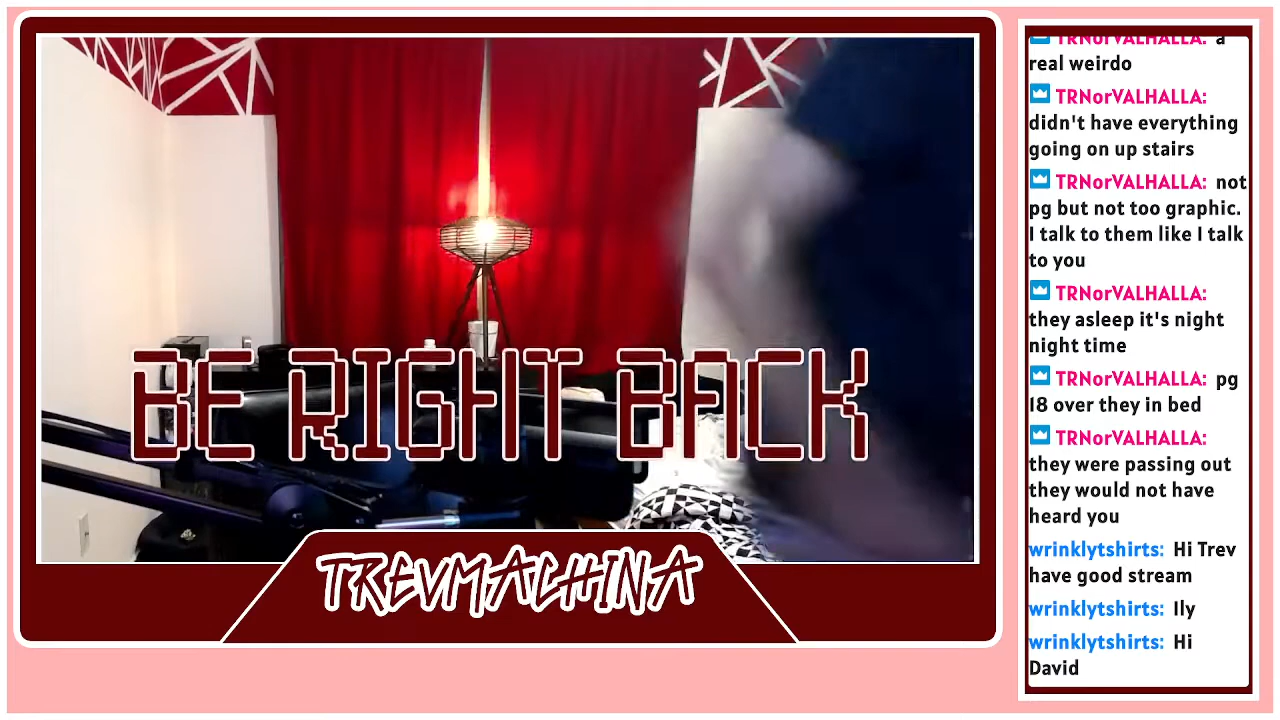 TRNorVALHALLA: a
real weirdo
TRNorVALHALLA:
didn't have everything
going on up stairs
TRNorVALHALLA: not
pg but not too graphic.
I talk to them like I talk
to you
TRNorVALHALLA:
they asleep it's night
night time
TRNorVALHALLA: pg
18 over they in bed
TRNorVALHALLA:
they were passing out
they would not have
heard you
wrinklytshirts: Hi Trev
have good stream
wrinklytshirts: Ily
wrinklytshirts: Hi
David
BE RIGHT BACK
TREVMACHINA